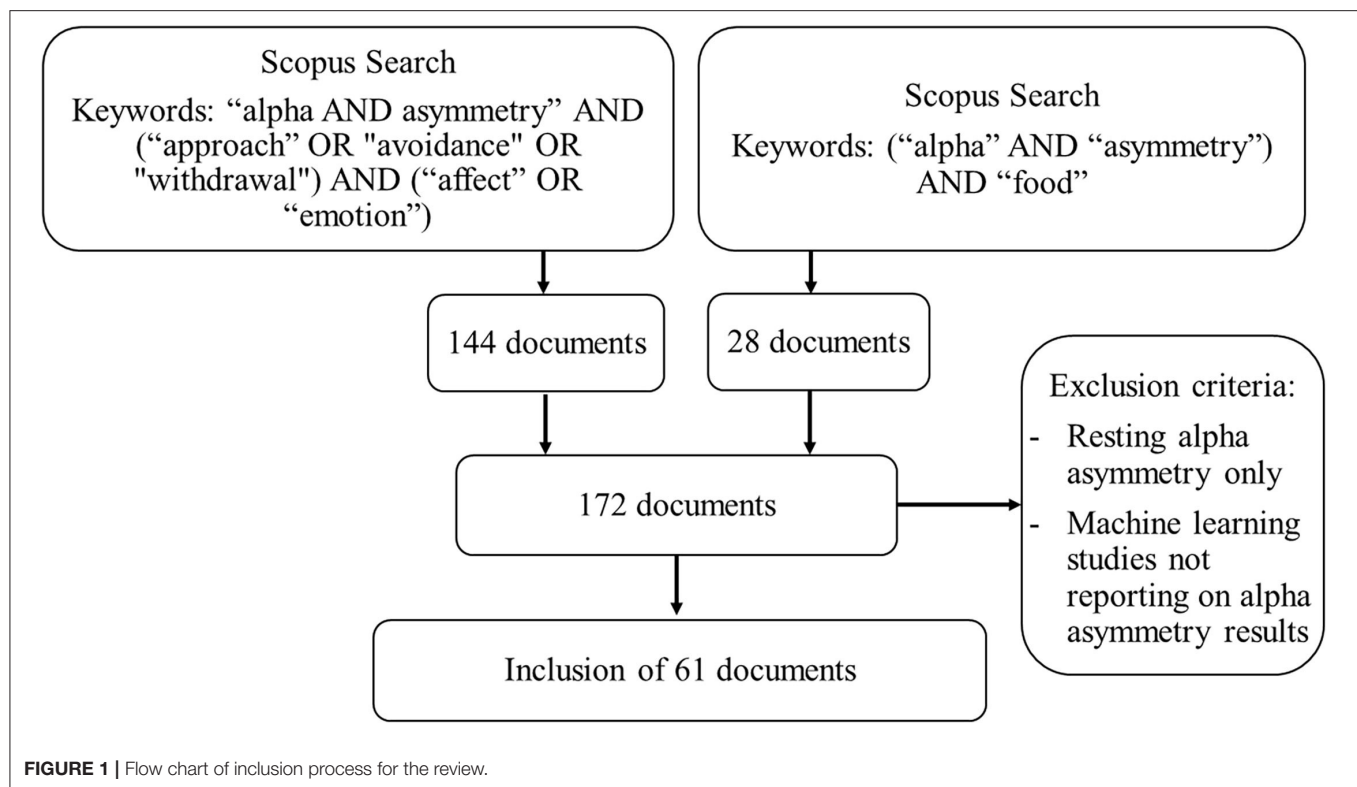 Scopus Search
Keywords: “alpha AND asymmetry” AND
(“approach” OR "avoidance" OR
"withdrawal") AND (“affect” OR
“emotion”)
Scopus Search
Keywords: (“alpha” AND “asymmetry”)
AND “food”
144 documents
28 documents
172 documents
Exclusion criteria:
- Resting alpha
asymmetry only
- Machine learning
studies not
reporting on alpha
asymmetry results
Inclusion of 61 documents
FIGURE 1 | Flow chart of inclusion process for the review.